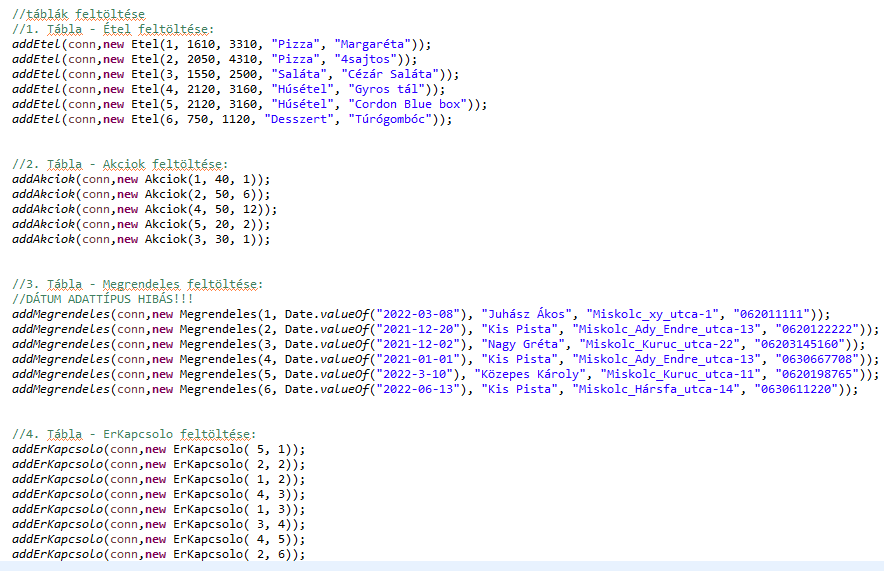 //táblák feltöltése
//1. Tábla - Étel feltöltése:
addEtel(conn,new Etel(1, 1610, 3310, "Pizza", "Margaréta"));
addEtel(conn,new Etel(2, 2050, 4310, "Pizza", "4sajtos"));
addEtel(conn,new Etel(3, 1550, 2500, "Saláta", "Cézár Saláta"));
addEtel(conn,new Etel(4, 2120, 3160, "Húsétel", "Gyros tál"));
addEtel(conn,new Etel(5, 2120, 3160, "Húsétel", "Cordon Blue box"));
addEtel(conn,new Etel(6, 750, 1120, "Desszert", "Túrógombóc"));
//2. Tábla - Akciok feltöltése:
addAkciok(conn,new Akciok(1, 40, 1));
addAkciok(conn,new Akciok(2, 50, 6));
addAkciok(conn,new Akciok(4, 50, 12));
addAkciok(conn,new Akciok(5, 20, 2));
addAkciok(conn,new Akciok(3, 30, 1));
//3. Tábla - Megrendeles feltöltése:
//DÁTUM ADATTÍPUS HIBÁS!!!
addMegrendeles(conn,new Megrendeles(1, Date.valueOf("2022-03-08"), "Juhász Ákos", "Miskolc_xy_utca-1", "062011111"));
addMegrendeles(conn,new Megrendeles(2, Date.valueOf("2021-12-20"), "Kis Pista", "Miskolc_Ady_Endre_utca-13", "0620122222"));
addMegrendeles(conn,new Megrendeles(3, Date.valueOf("2021-12-02"), "Nagy Gréta", "Miskolc_Kuruc_utca-22", "06203145160"));
addMegrendeles(conn,new Megrendeles(4, Date.valueOf("2021-01-01"), "Kis Pista", "Miskolc_Ady_Endre_utca-13", "0630667708"));
addMegrendeles(conn,new Megrendeles(5, Date.valueOf("2022-3-10"), "Közepes Károly", "Miskolc_Kuruc_utca-11", "0620198765"));
addMegrendeles(conn,new Megrendeles(6, Date.valueOf("2022-06-13"), "Kis Pista", "Miskolc_Hársfa_utca-14", "0630611220"));
//4. Tábla - ErKapcsolo feltöltése:
addErKapcsolo(conn,new ErKapcsolo( 5, 1));
addErKapcsolo(conn,new ErKapcsolo( 2, 2));
addErKapcsolo(conn,new ErKapcsolo( 1, 2));
addErKapcsolo(conn,new ErKapcsolo( 4, 3));
addErKapcsolo(conn,new ErKapcsolo( 1, 3));
addErKapcsolo(conn,new ErKapcsolo( 3, 4));
addErKapcsolo(conn,new ErKapcsolo( 4, 5));
addErKapcsolo(conn,new ErKapcsolo( 2, 6));